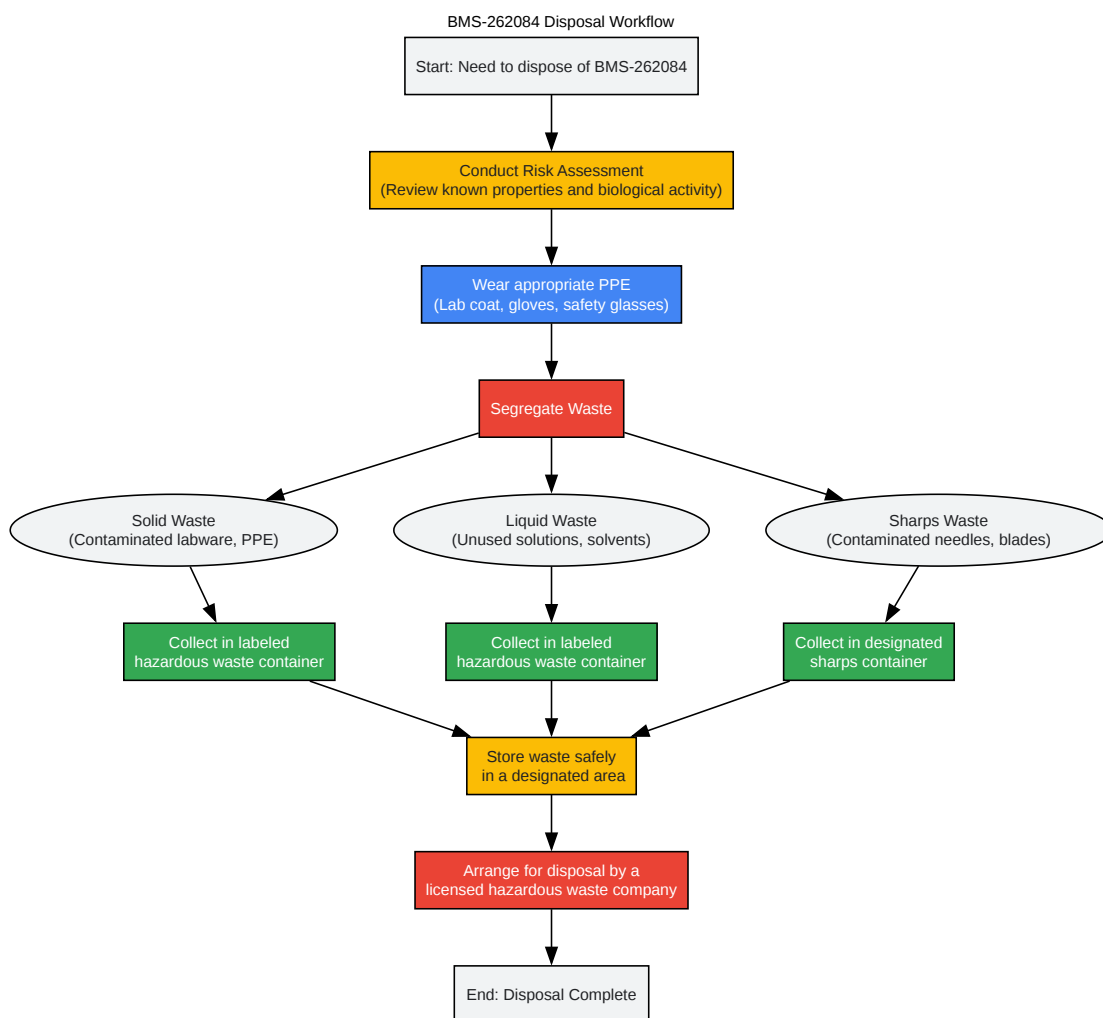 BMS-262084 Disposal Workflow
Start: Need to dispose of BMS-262084
Conduct Risk Assessment
(Review known properties and biological activity)
Wear appropriate PPE
(Lab coat, gloves, safety glasses)
Segregate Waste
Solid Waste
(Contaminated labware, PPE)
Liquid Waste
(Unused solutions, solvents)
Sharps Waste
(Contaminated needles, blades)
Collect in labeled
hazardous waste container
Collect in labeled
hazardous waste container
Collect in designated
sharps container
Store waste safely
in a designated area
Arrange for disposal by a
licensed hazardous waste company
End: Disposal Complete